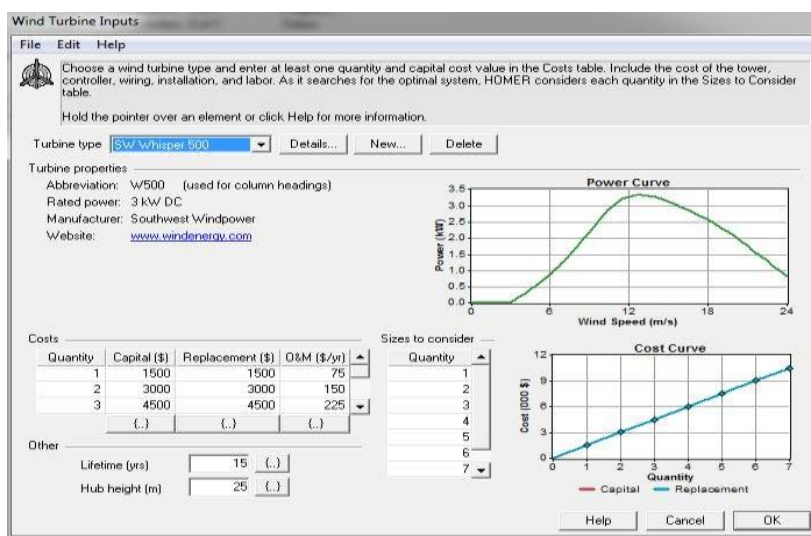 Wind Turbine Inputs
File Edit Help
Choose a wind turbine type and enter at least one quantity and capital cost value in the Costs table. Include the cost of the tower,
controller, wiring, installation, and labor. As it searches for the optimal system, HOMER considers each quantity in the Sizes to Consider
table.
Hold the pointer over an element or click Help for more information.
Turbine type SW Whisper 500 Details... New... Delete
Turbine properties
Abbreviation: W500 (used for column headings)
Rated power: 3 kW DC
Manufacturer: Southwest Windpower
Website: www.windenergy.com
Power Curve
Power (kW)
3.5
3.0
2.5
2.0
1.5
1.0
0.5
0.0
0 6 12 18 24
Wind Speed (m/s)
Costs
Quantity Capital ($) Replacement ($) O&M ($/yr)
1 1500 1500 75
2 3000 3000 150
3 4500 4500 225
{..} {..} {..}
Other
Lifetime (yrs) 15 {..}
Hub height (m) 25 {..}
Sizes to consider
Quantity
1
2
3
4
5
6
7
Cost Curve
Cost (000 $)
12
9
6
3
0
0 1 2 3 4 5 6 7
Quantity
Capital Replacement
Help Cancel OK